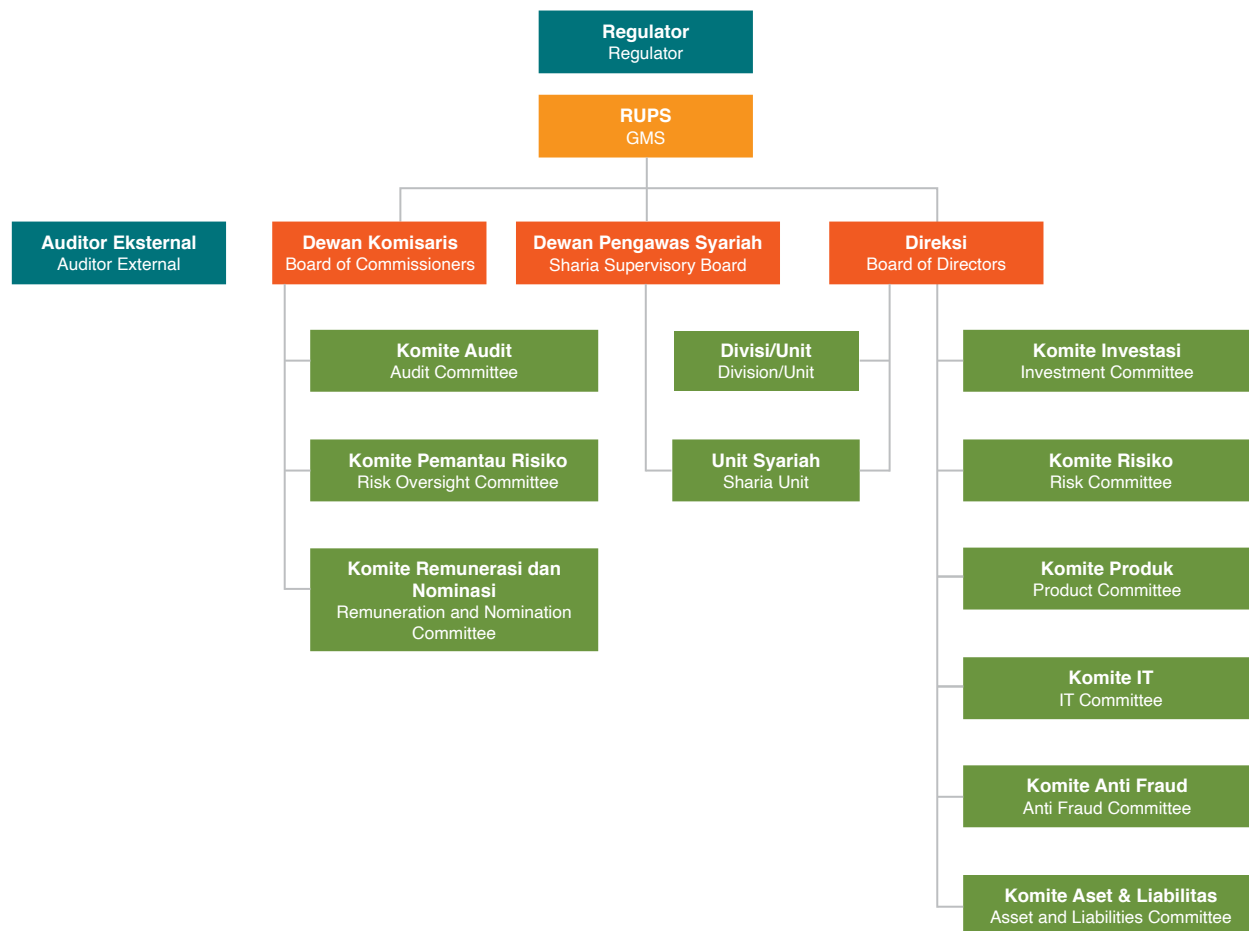 Regulator
Regulator
RUPS
GMS
Auditor Eksternal
Auditor External
Dewan Komisaris
Board of Commissioners
Dewan Pengawas Syariah
Sharia Supervisory Board
Direksi
Board of Directors
Komite Audit
Audit Committee
Divisi/Unit
Division/Unit
Komite Investasi
Investment Committee
Komite Pemantau Risiko
Risk Oversight Committee
Unit Syariah
Sharia Unit
Komite Risiko
Risk Committee
Komite Remunerasi dan
Nominasi
Remuneration and Nomination
Committee
Komite Produk
Product Committee
Komite IT
IT Committee
Komite Anti Fraud
Anti Fraud Committee
Komite Aset & Liabilitas
Asset and Liabilities Committee